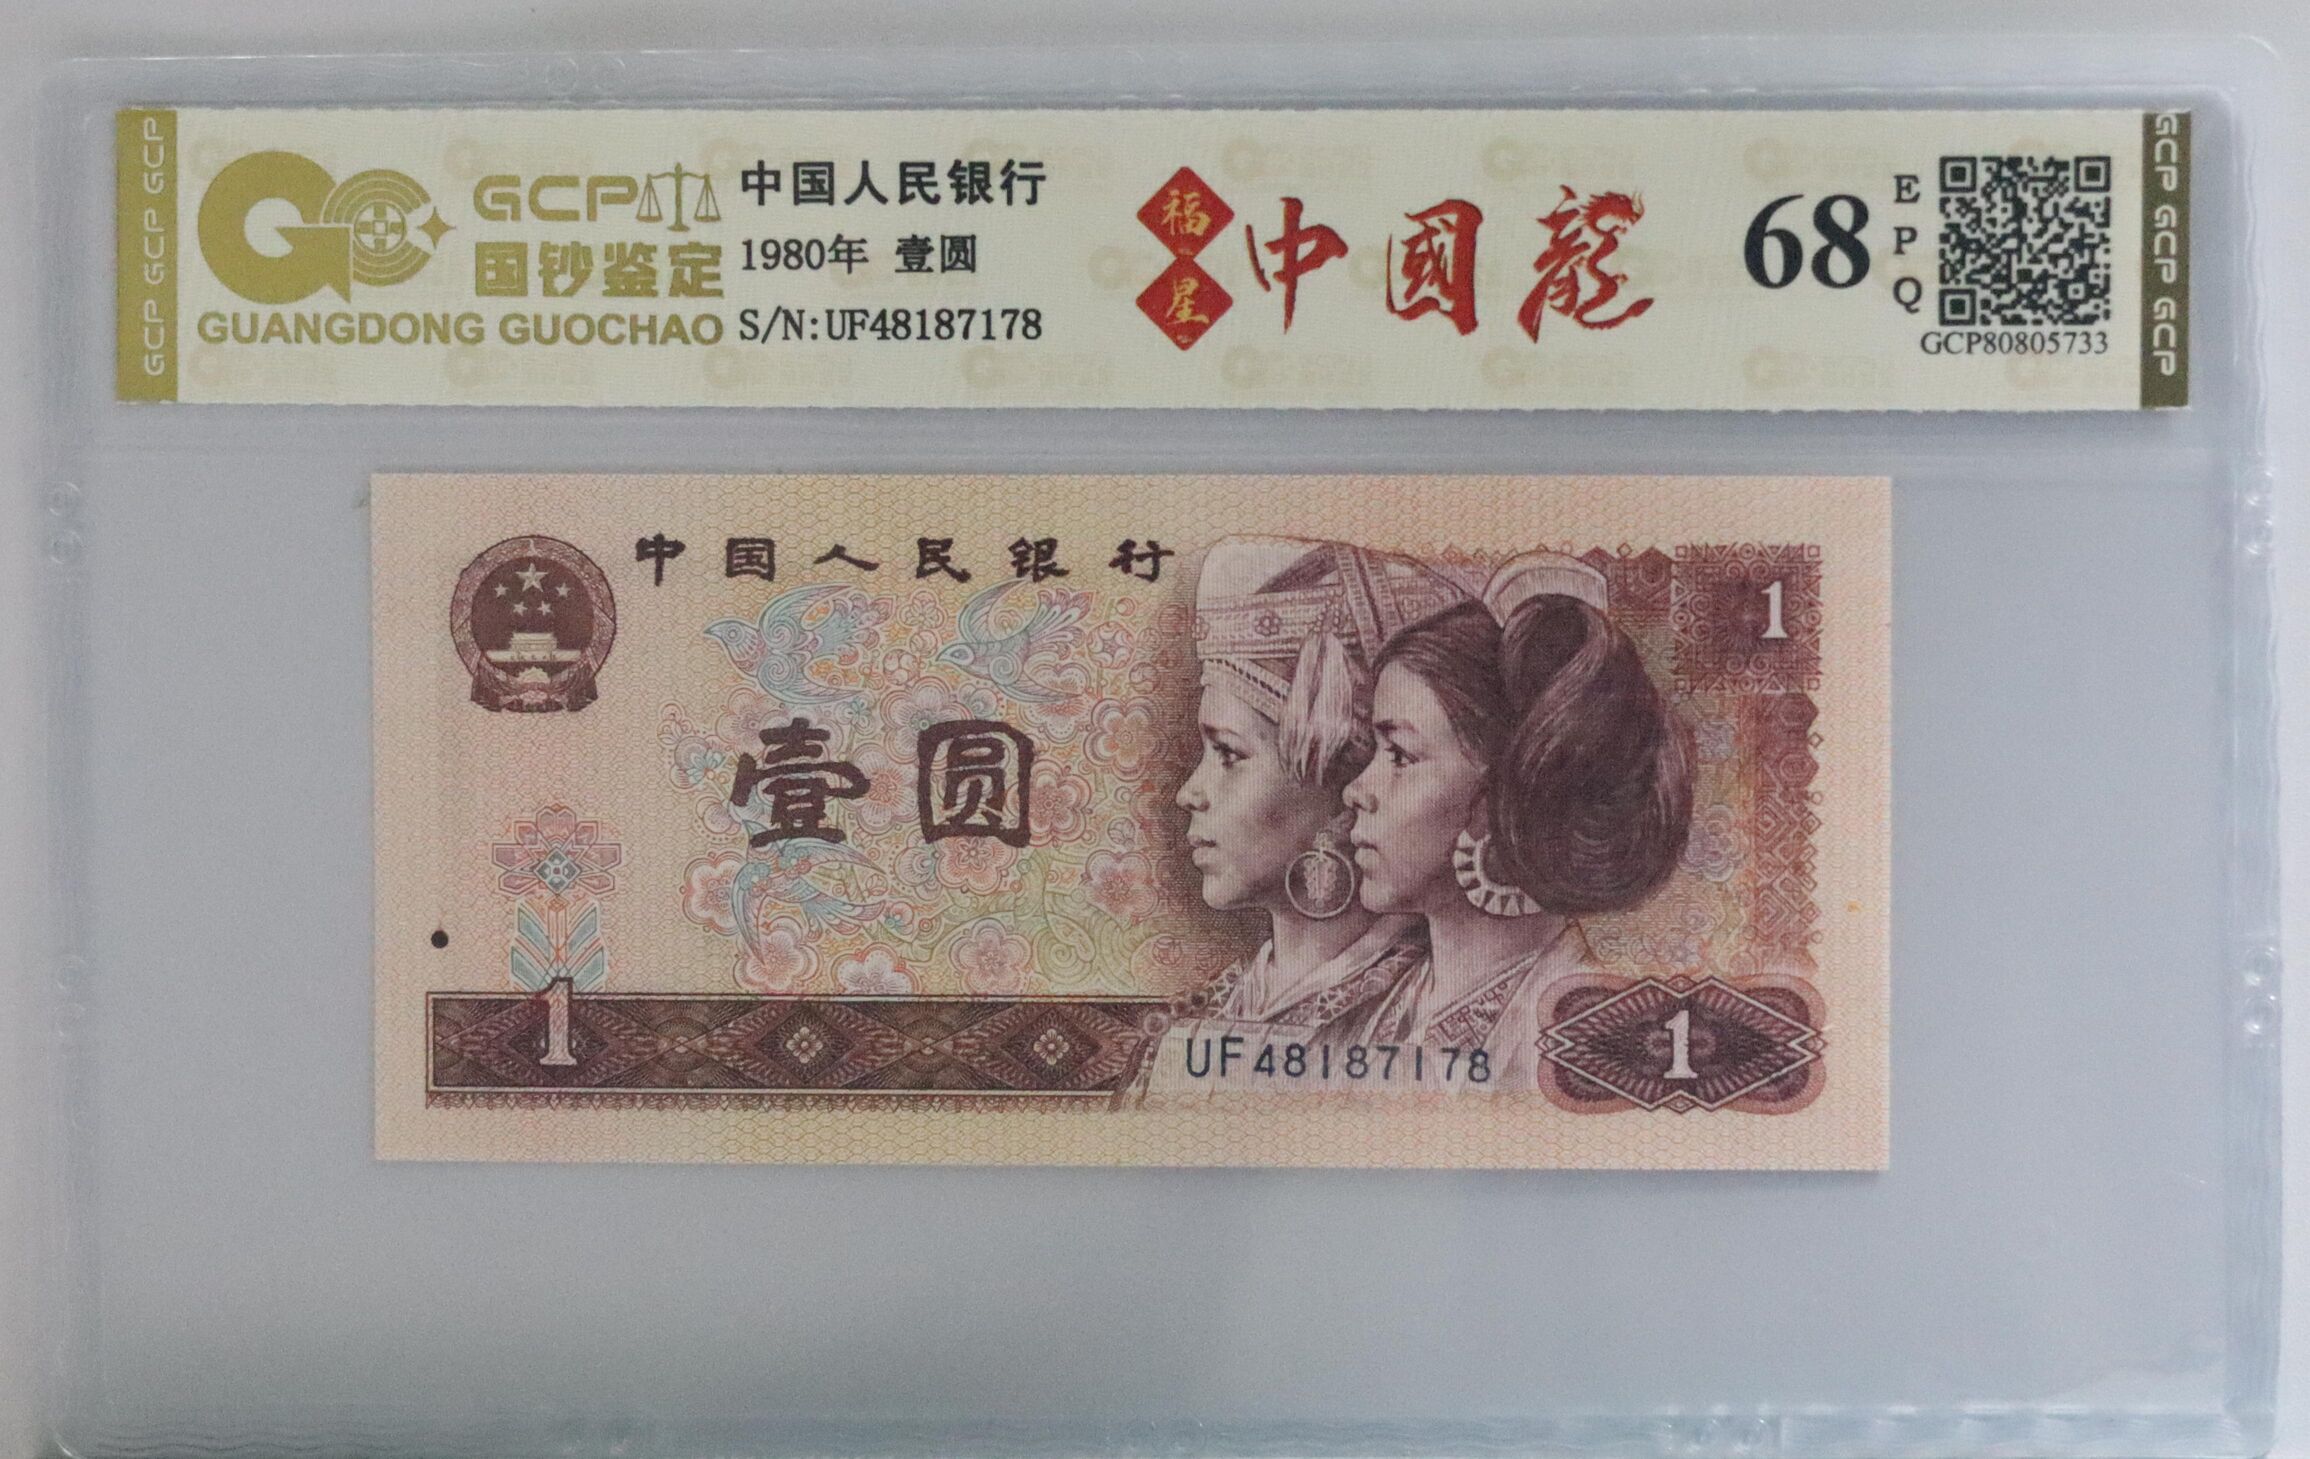 GCP GCP GCP
GCP
国钞鉴定
GUANGDONG GUOCHAO
中国人民银行
1980年 壹圆
S/N:UF48187178
福
星
中國龍
68
E
P
Q
GCP80805733
GCP GCP GCP
中国人民银行
1
壹圆
1
UF48187178
1